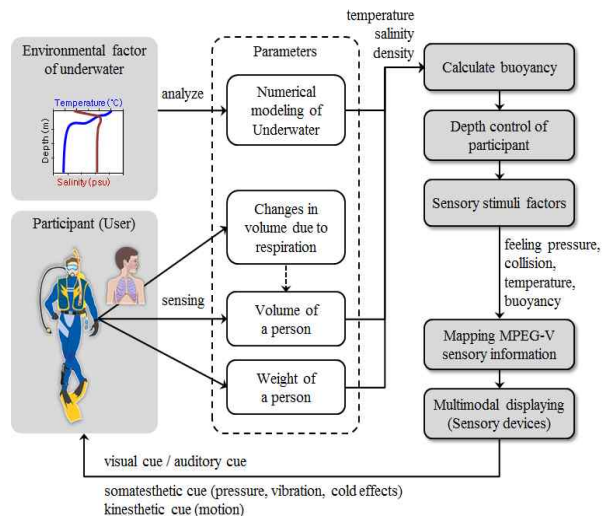 Environmental factor
of underwater
Temperature (°C)
Depth (m)
Salinity (psu)
Participant (User)
analyze
sensing
Parameters
Numerical
modeling of
Underwater
Changes in
volume due to
respiration
Volume of
a person
Weight of
a person
temperature
salinity
density
Calculate buoyancy
Depth control of
participant
Sensory stimuli factors
feeling pressure,
collision,
temperature,
buoyancy
Mapping MPEG-V
sensory information
Multimodal displaying
(Sensory devices)
visual cue / auditory cue
somatesthetic cue (pressure, vibration, cold effects)
kinesthetic cue (motion)